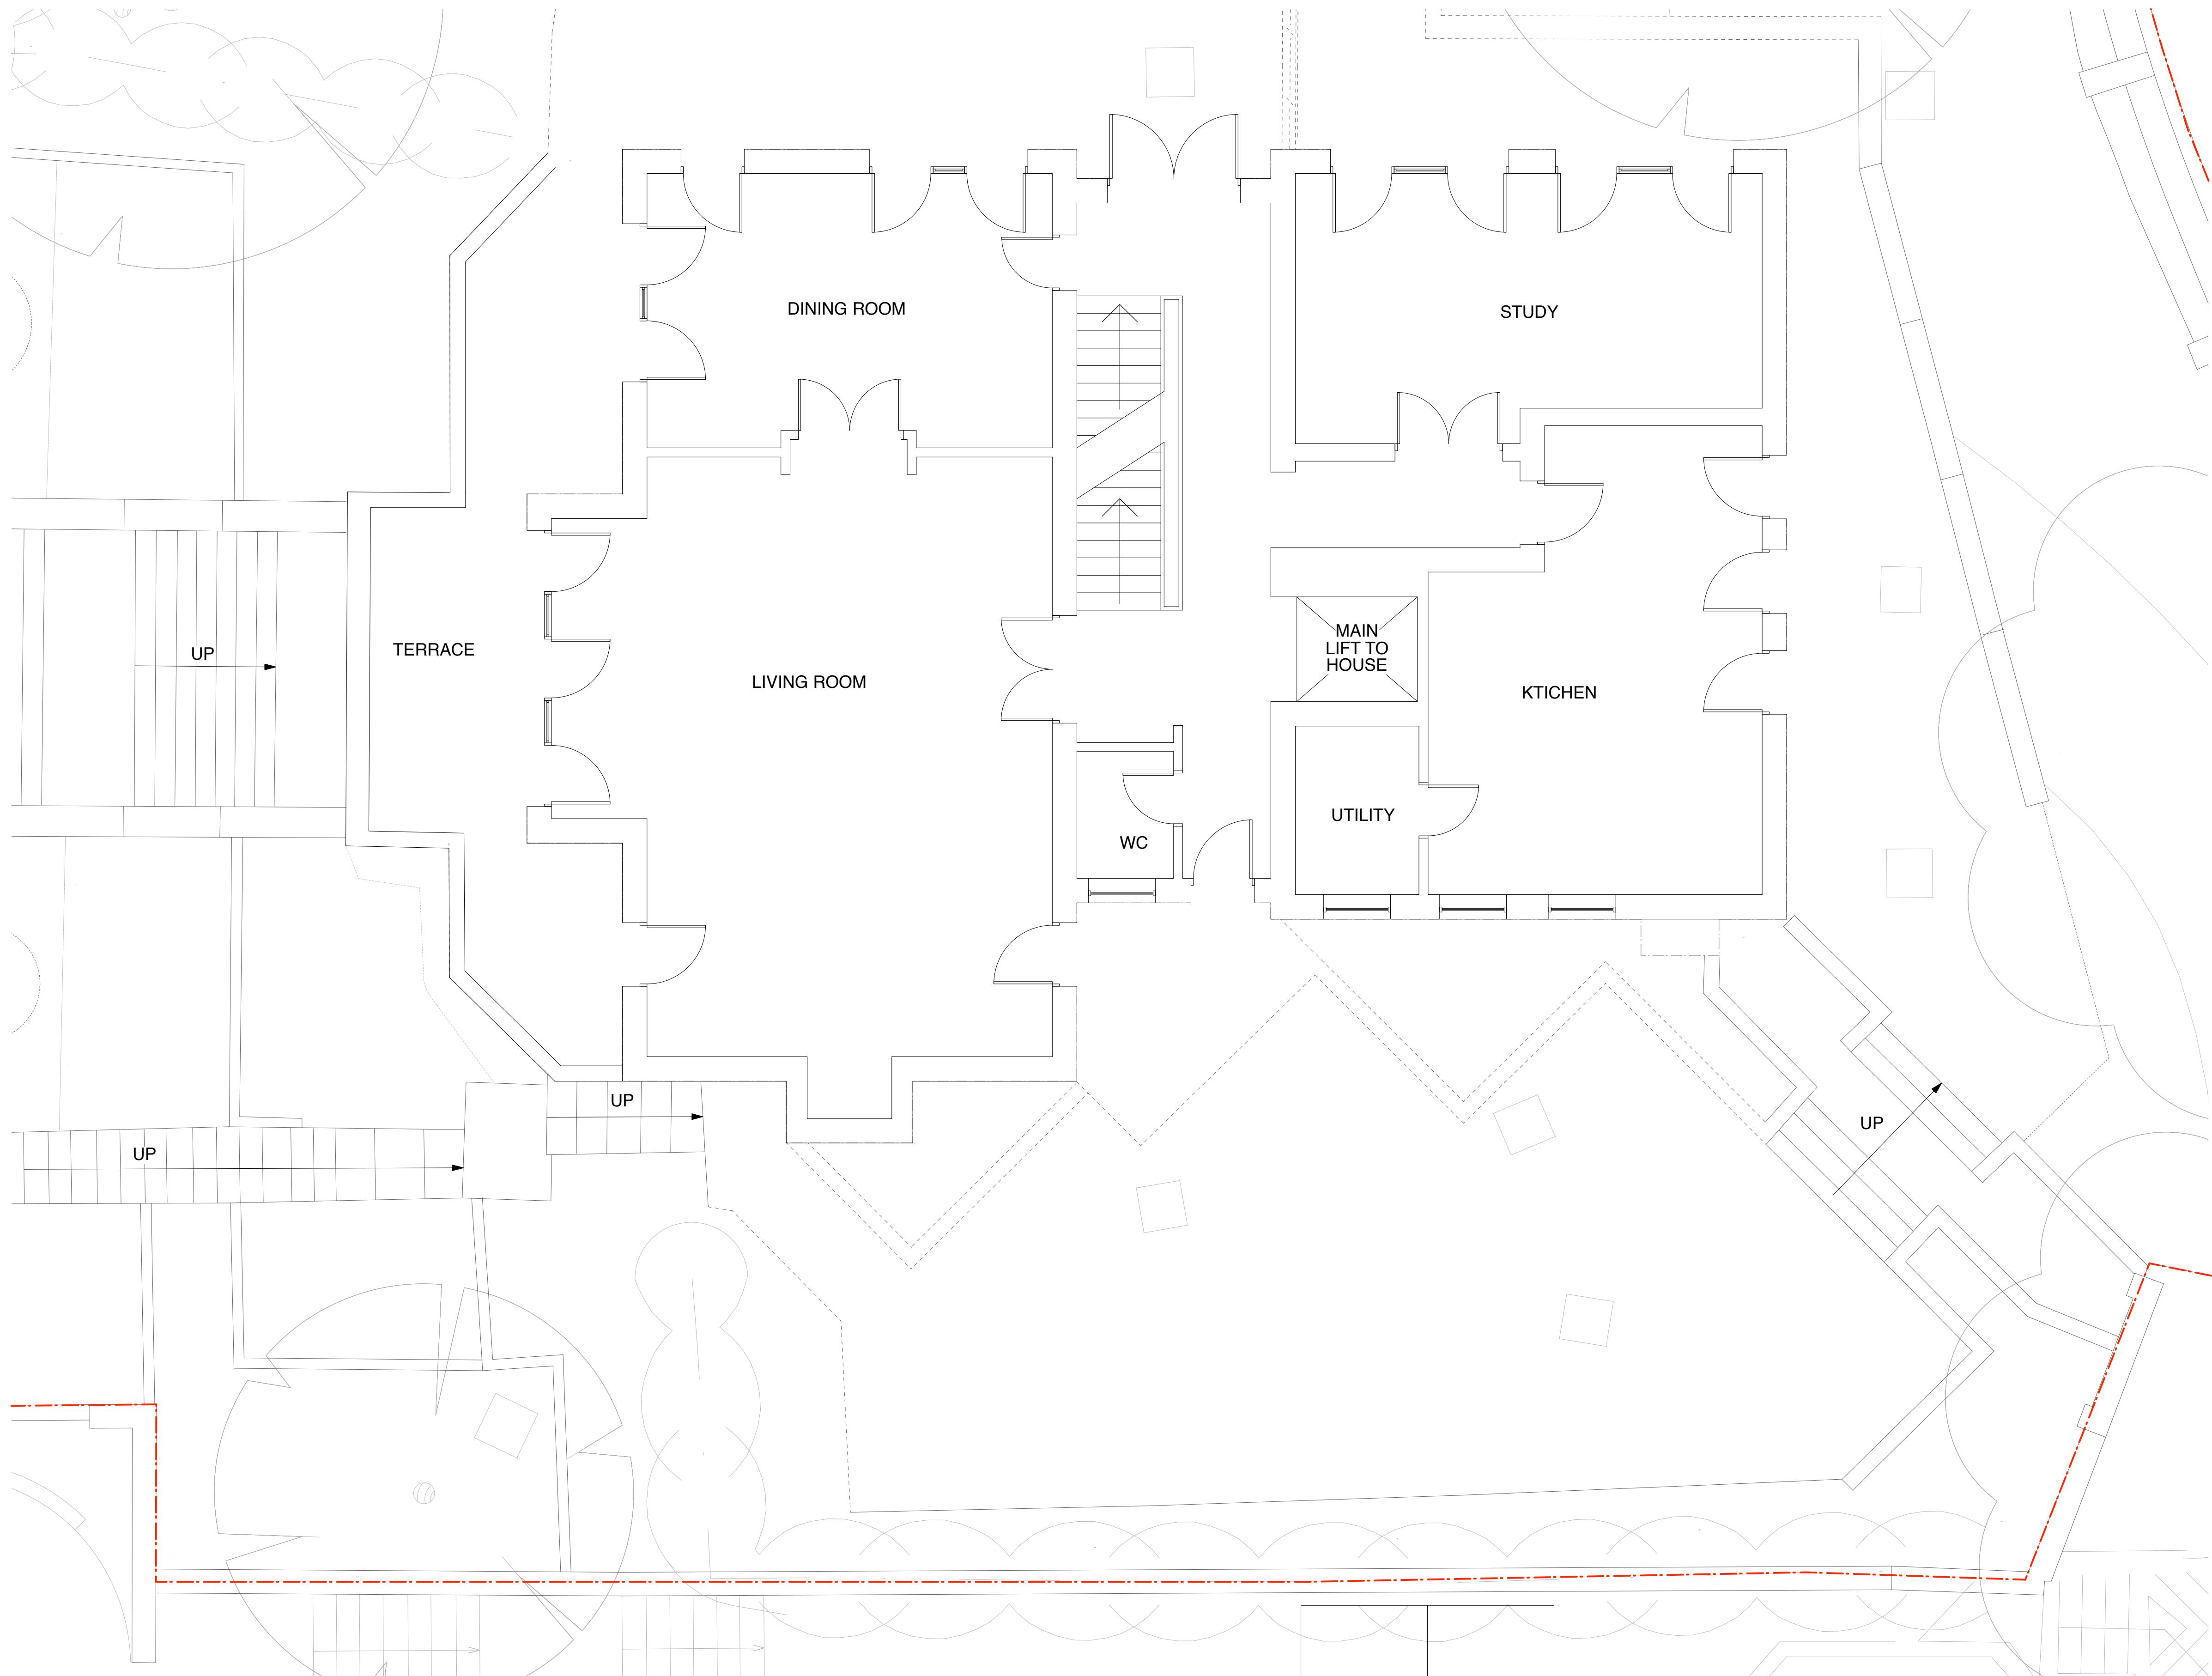 DINING ROOM
STUDY
MAIN
LIFT TO
HOUSE
TERRACE
UP
LIVING ROOM
KTICHEN
UTILITY
WC
UP
UP
UP